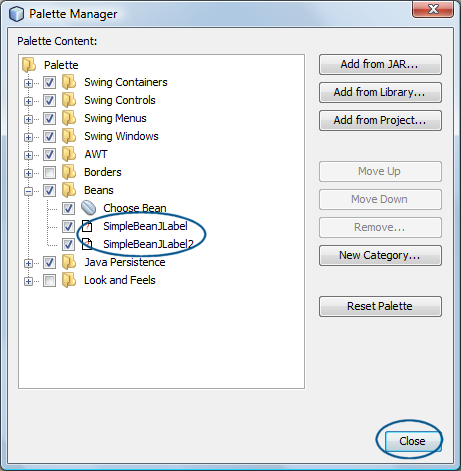 Palette Manager
Palette Content:
Palette
Swing Containers
Swing Controls
Swing Menus
Swing Windows
AWT
Borders
Beans
Choose Bean
SimpleBeanJLabel
SimpleBeanJLabel2
Java Persistence
Look and Feels
Add from JAR...
Add from Library...
Add from Project...
Move Up
Move Down
Remove...
New Category...
Reset Palette
Close